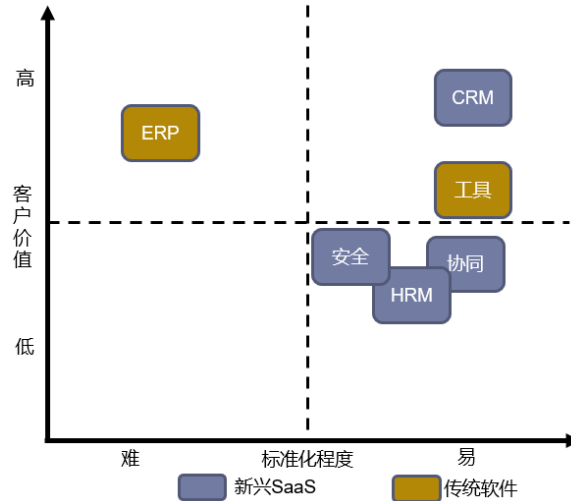 高
CRM
ERP
工具
客户价值
安全
协同
HRM
低
难
标准化程度
易
新兴SaaS
传统软件